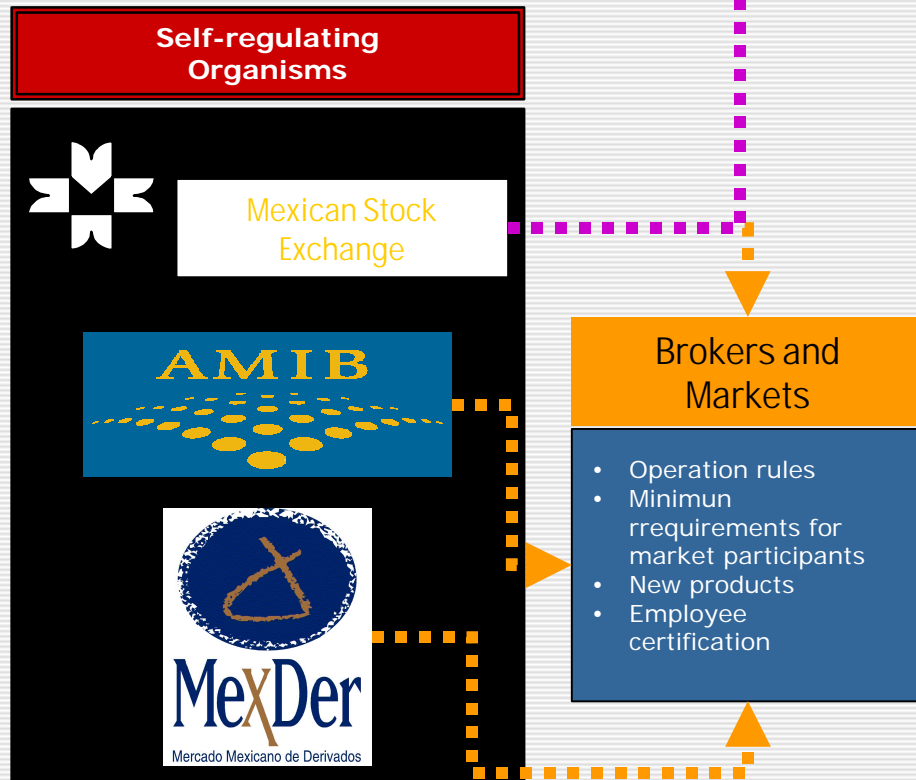 Self-regulating
Organisms
Mexican Stock
Exchange
AMIB
MexDer
Mercado Mexicano de Derivados
Brokers and
Markets
• Operation rules
• Minimun
rrequirements for
market participants
• New products
• Employee
certification